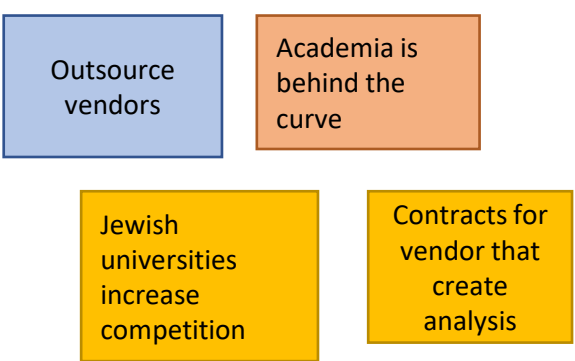 Outsource
vendors
Academia is
behind the
curve
Jewish
universities
increase
competition
Contracts for
vendor that
create
analysis